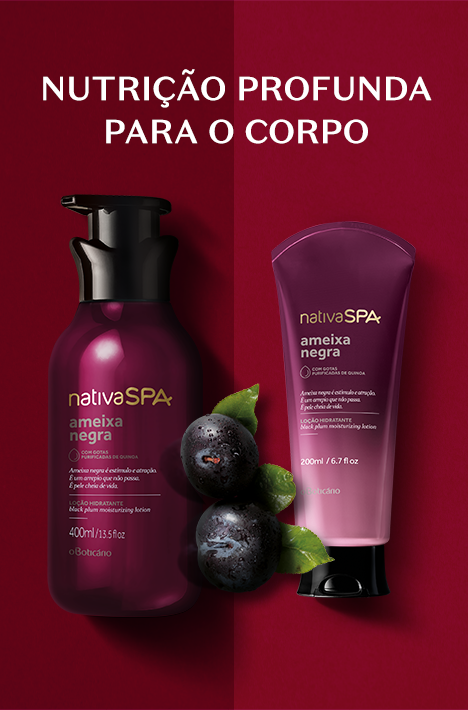 NUTRIÇÃO PROFUNDA
PARA O CORPO
nativaSPA
ameixa
negra
COM GOTAS
PURIFICADAS DE QUINOA
Ameixa negra é estímulo e atração.
É um arrepio que não passa.
É pele cheia de vida.
LOÇÃO HIDRATANTE
black plum moisturizing lotion
400ml/13.5 fl oz
oBoticário
nativaSPA
ameixa
negra
COM GOTAS
PURIFICADAS DE QUINOA
Ameixa negra é estímulo e atração.
É um arrepio que não passa.
É pele cheia de vida.
LOÇÃO HIDRATANTE
black plum moisturizing lotion
200ml / 6.7 fl oz
oBoticário